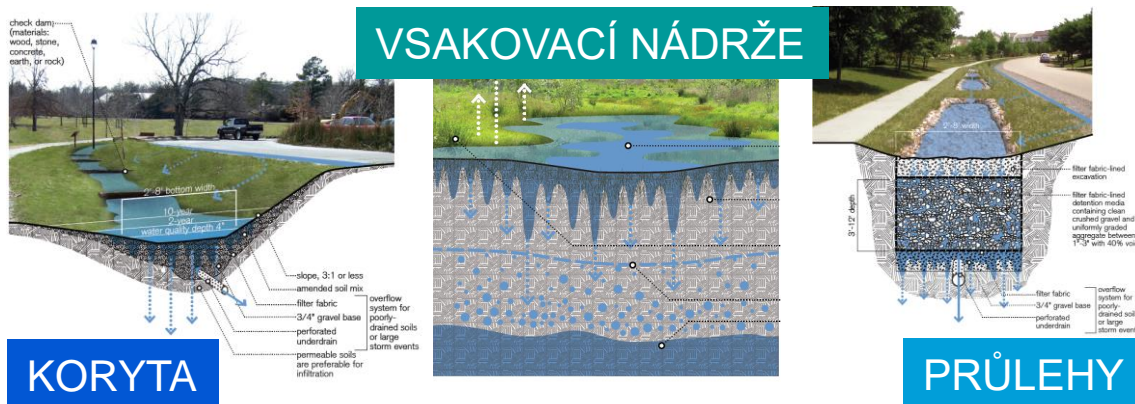 VSAKOVACÍ NÁDRŽE
check dam
(materials:
wood, stone,
concrete,
earth, or rock)
2'-8' bottom width
10-year
2-year
water quality depth 4"
slope, 3:1 or less
amended soil mix
filter fabric
3/4" gravel base
perforated
underdrain
permeable soils
are preferable for
infiltration
overflow
system for
poorly-
drained soils
or large
storm events
KORYTA
2'-8' width
3'-12' depth
filter fabric-lined
excavation
filter fabric-lined
detention media
containing clean
crushed gravel and
uniformly graded
aggregate between
1"-3" with 40% voi
filter fabric
3/4" gravel base
perforated
underdrain
overflow
system for
poorly-
drained soil
or large
storm event
PRŮLEHY